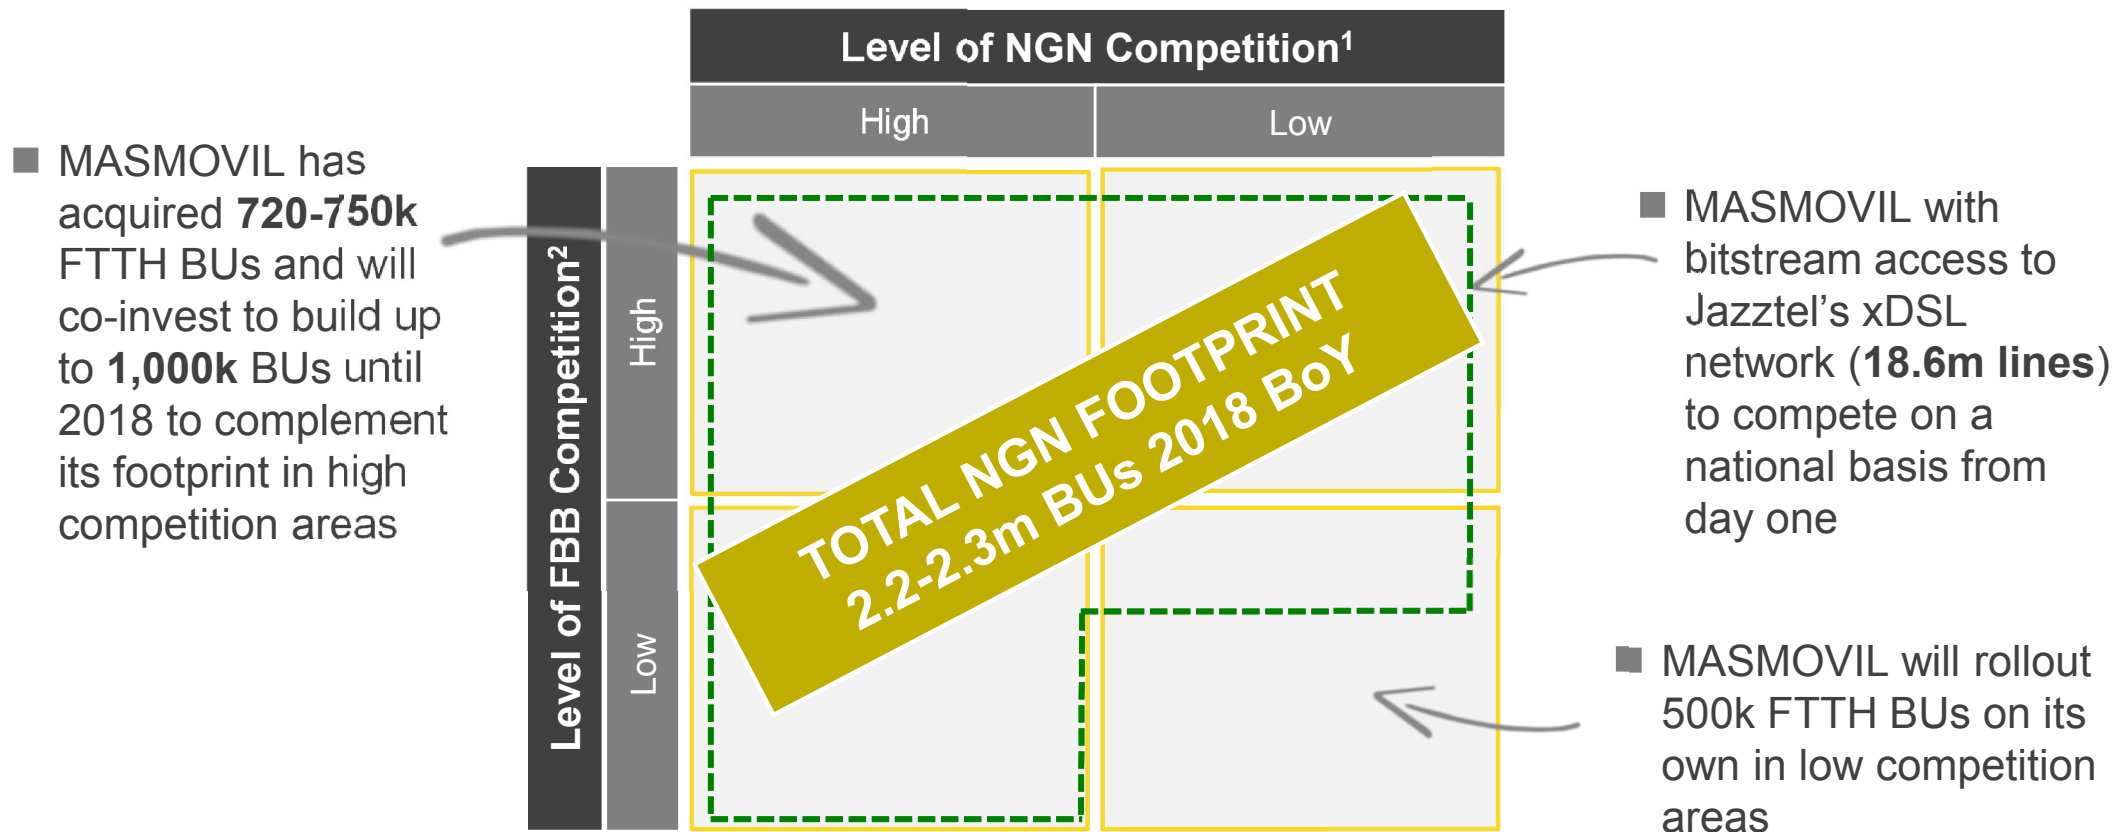 Level of NGN Competition¹
High
Low
MASMOVIL has
acquired 720-750k
FTTH BUs and will
co-invest to build up
to 1,000k BUs until
2018 to complement
its footprint in high
competition areas
Level of FBB Competition²
High
Low
TOTAL NGN FOOTPRINT
2.2-2.3m BUs 2018 BoY
MASMOVIL with
bitstream access to
Jazztel’s xDSL
network (18.6m lines)
to compete on a
national basis from
day one
MASMOVIL will rollout
500k FTTH BUs on its
own in low competition
areas